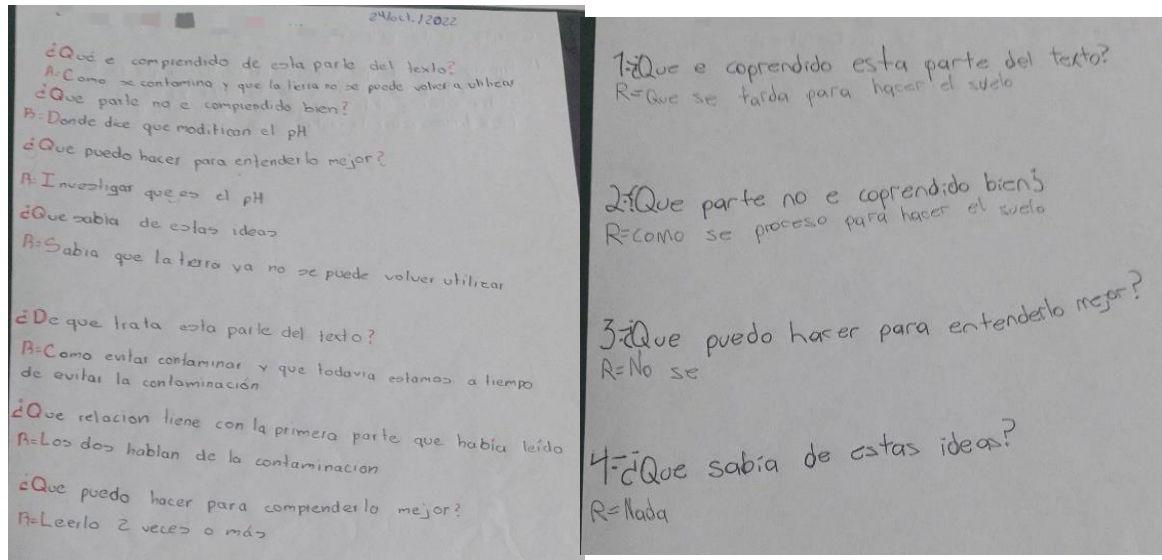 24/oct./2022
¿Qué e comprendido de esta parte del texto?
R=Como se contamina y que la tierra no se puede volver a utilizar
¿Que parte no e comprendido bien?
R=Donde dice que modifican el pH
¿Que puedo hacer para entenderlo mejor?
R=Investigar que es el pH
¿Que sabia de estas ideas
R=Sabia que la tierra ya no se puede volver utilizar
¿De que trata esta parte del texto?
R=Como evitar contaminar y que todavia estamos a tiempo
de evitar la contaminación
¿Que relacion tiene con la primera parte que había leído
R=Los dos hablan de la contaminacion
¿Que puedo hacer para comprenderlo mejor?
R=Leerlo 2 veces o más
1-¿Que e coprendido esta parte del texto?
R=Que se tarda para hacer el suelo
2-¿Que parte no e coprendido bien?
R=como se proceso para hacer el suelo
3-¿Que puedo hacer para entenderlo mejor?
R=No se
4-¿Que sabia de estas ideas?
R=Nada